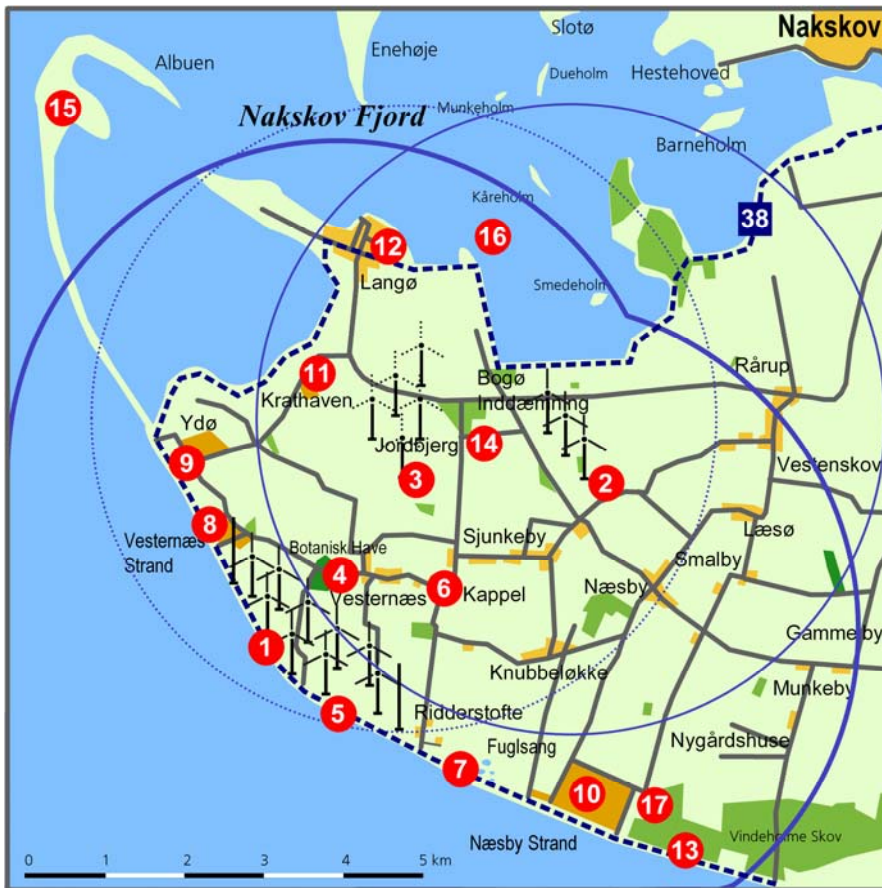 Slotø
Nakskov
Enehøje
Albuen
Dueholm
Hestehoved
15
Munkeholm
Nakskov Fjord
Barneholm
Kåreholm
38
16
12
Langø
Smedeholm
11
Rårup
Bogø
Krathaven
Inddæmning
Ydø
Jordbjerg
14
9
3
2
Vestenskov
8
Læsø
Vesternæs
Strand
Botanisk Have
Sjunkeby
Smalby
4
6
Næsby
Vesternæs
Kappel
Gammelby
1
Knubbeløkke
Munkeby
5
Ridderstofte
Nygårdshuse
Fuglsang
7
10
17
Næsby Strand
13
Vindeholme Skov
0 1 2 3 4 5 km